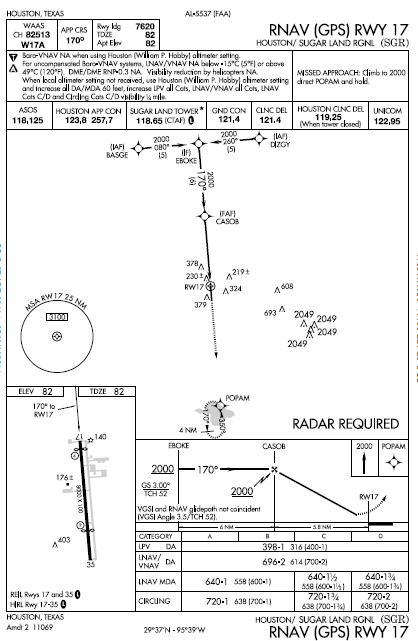 HOUSTON, TEXAS
AL-5537 (FAA)
WAAS
CH 82513
W17A
APP CRS
170°
Rwy ldg 7620
TDZE 82
Apt Elev 82
RNAV (GPS) RWY 17
HOUSTON/ SUGAR LAND RGNL (SGR)
Baro-VNAV NA when using Houston (William P. Hobby) altimeter setting.
For uncompensated Baro-VNAV systems, LNAV/VNAV NA below -15°C (5°F) or above
49°C (120°F). DME/DME RNP-0.3 NA. Visibility reduction by helicopters NA.
When local altimeter setting not received, use Houston (William P. Hobby) altimeter setting
and increase all DA/MDA 60 feet, increase LPV all Cats, LNAV/VNAV all Cats, LNAV
Cats C/D and Circling Cats C/D visibility ¼ mile.
MISSED APPROACH: Climb to 2000
direct POPAM and hold.
ASOS
118.125
HOUSTON APP CON
123.8 257.7
SUGAR LAND TOWER*
118.65 (CTAF)
GND CON
121.4
CLNC DEL
121.4
HOUSTON CLNC DEL
119.25
(When tower closed)
UNICOM
122.95
(IAF)
BASGE
2000
080°
(5)
(IF)
EBOKE
2000
260°
(5)
(IAF)
DIZGY
2000
170°
(6)
(FAF)
CASOB
378
230±
219±
RW17
324
379
608
693
2049
2049
2049
2049
MSA RW17 25 NM
3100
POPAM
170°
350°
4 NM
RADAR REQUIRED
ELEV 82
TDZE 82
170° to
RW17
17
140
176±
8000 X 100
403
35
REIL Rwys 17 and 35
HIRL Rwy 17-35
EBOKE
CASOB
2000
170°
2000
GS 3.00°
TCH 52
VGSI and RNAV glidepath not coincident
(VGSI Angle 3.5/TCH 52).
2000
POPAM
RW17
6 NM
5.8 NM
CATEGORY A B C D
LPV DA 398-1 316 (400-1)
LNAV/ VNAV DA 696-2 614 (700-2)
LNAV MDA 640-1 558 (600-1) 640-1½ 558 (600-1½) 640-1¾ 558 (600-1¾)
CIRCLING 720-1 638 (700-1) 720-1¾ 638 (700-1¾) 720-2 638 (700-2)
HOUSTON, TEXAS
Amdt 2 11069
29°37'N - 95°39'W
HOUSTON/ SUGAR LAND RGNL (SGR)
RNAV (GPS) RWY 17